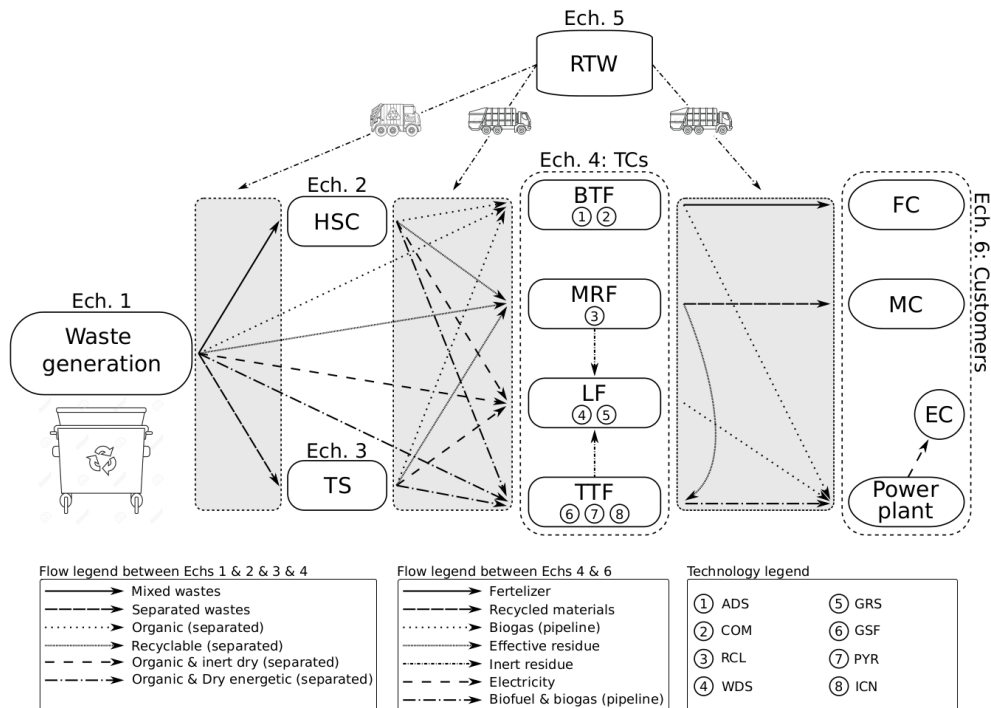 Ech. 5
RTW
Ech. 4: TCs
Ech. 2
HSC
BTF
1 2
FC
Ech. 6: Customers
Ech. 1
Waste
generation
MRF
3
MC
LF
4 5
EC
Ech. 3
TS
TTF
6 7 8
Power
plant
Flow legend between Echs 1 & 2 & 3 & 4
Mixed wastes
Separated wastes
Organic (separated)
Recyclable (separated)
Organic & inert dry (separated)
Organic & Dry energetic (separated)
Flow legend between Echs 4 & 6
Fertelizer
Recycled materials
Biogas (pipeline)
Effective residue
Inert residue
Electricity
Biofuel & biogas (pipeline)
Technology legend
1 ADS
2 COM
3 RCL
4 WDS
5 GRS
6 GSF
7 PYR
8 ICN